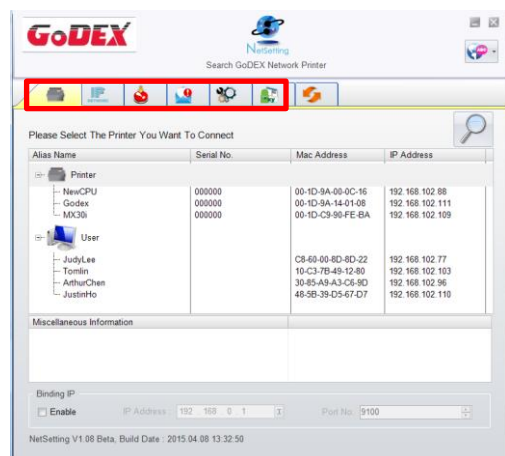 GoDEX
NetSetting
Search GoDEX Network Printer
IP
NETWORK
Please Select The Printer You Want To Connect
Alias Name Serial No. Mac Address IP Address
Printer
NewCPU 000000 00-1D-9A-00-0C-16 192.168.102.88
Godex 000000 00-1D-9A-14-01-08 192.168.102.111
MX30i 000000 00-1D-C9-90-FE-BA 192.168.102.109
User
JudyLee C8-60-00-8D-8D-22 192.168.102.77
Tomlin 10-C3-7B-49-12-80 192.168.102.103
ArthurChen 30-85-A9-A3-C6-9D 192.168.102.96
JustinHo 48-5B-39-D5-67-D7 192.168.102.110
Miscellaneous Information
Binding IP
Enable IP Address : 192 168 0 1 Port No. 9100
NetSetting V1.08 Beta, Build Date : 2015.04.08 13:32:50